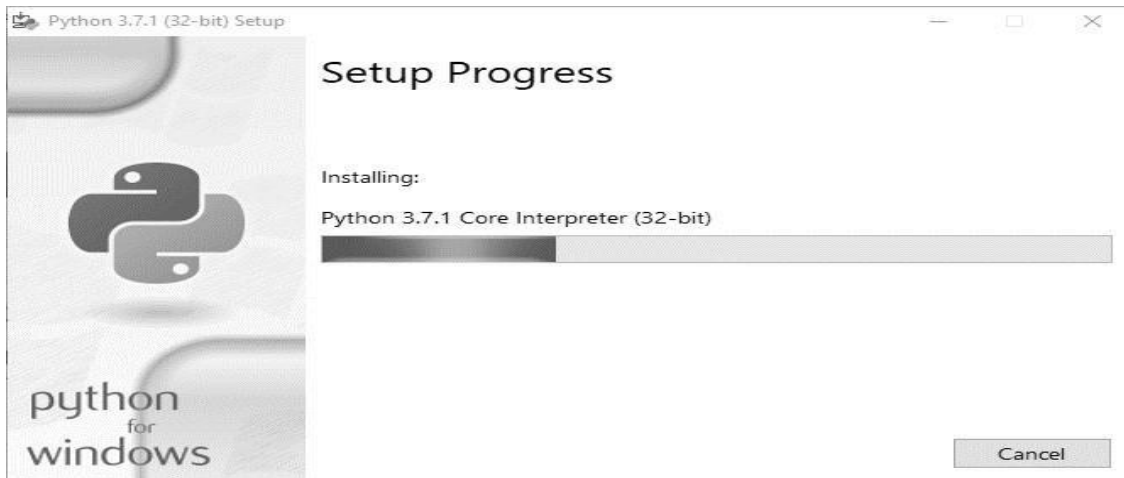 Python 3.7.1 (32-bit) Setup
Setup Progress
Installing:
Python 3.7.1 Core Interpreter (32-bit)
python
for
windows
Cancel